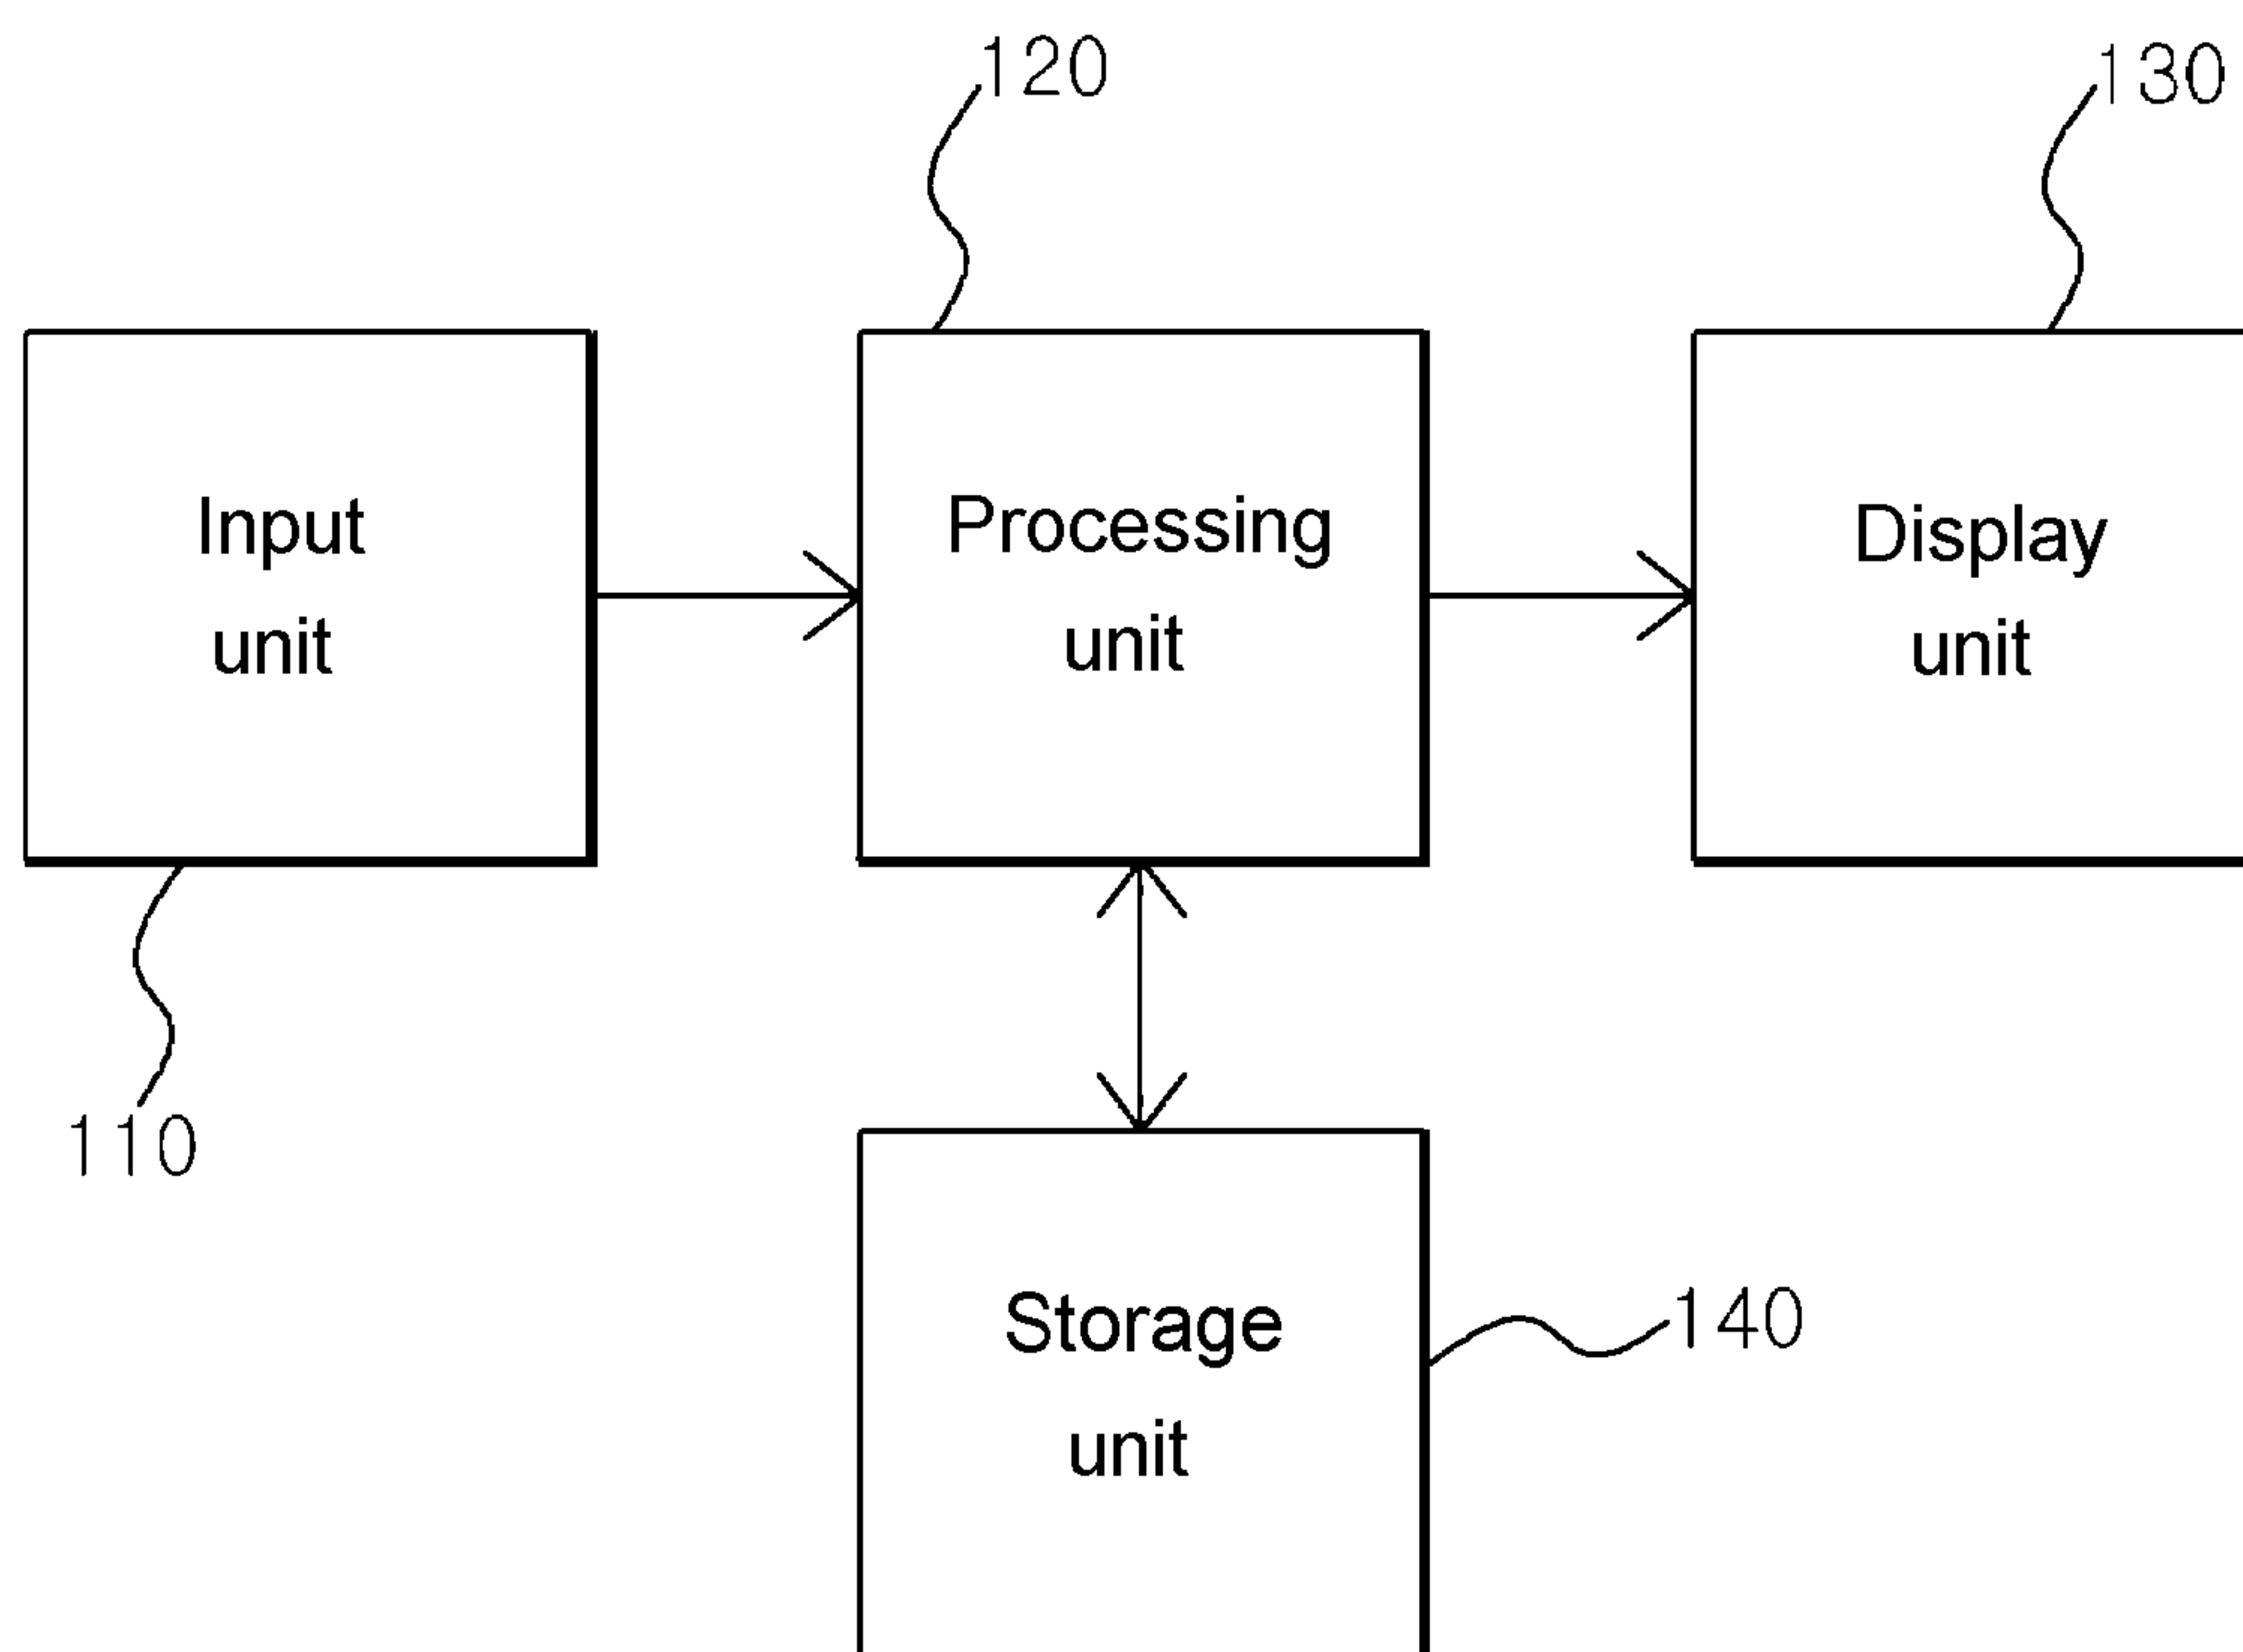 120
130
Input
unit
Processing
unit
Display
unit
110
Storage
unit
140